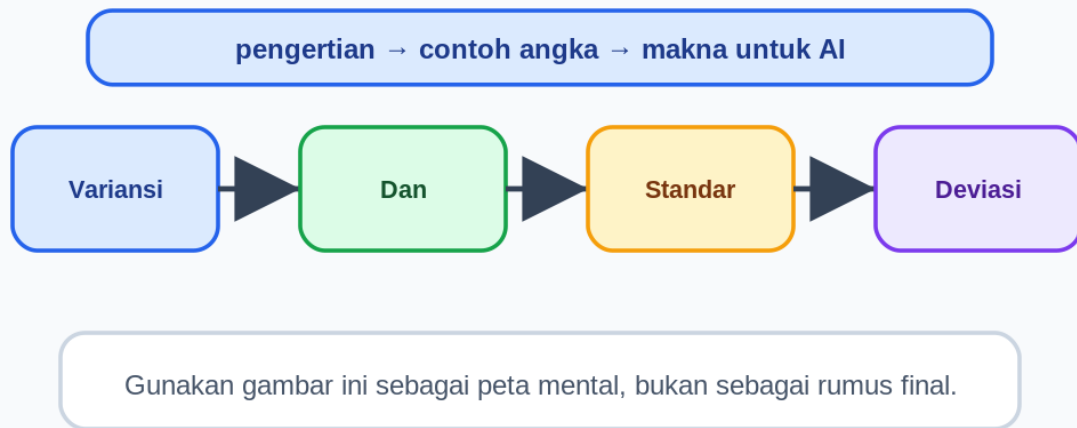 pengertian → contoh angka → makna untuk AI
Variansi
Dan
Standar
Deviasi
Gunakan gambar ini sebagai peta mental, bukan sebagai rumus final.